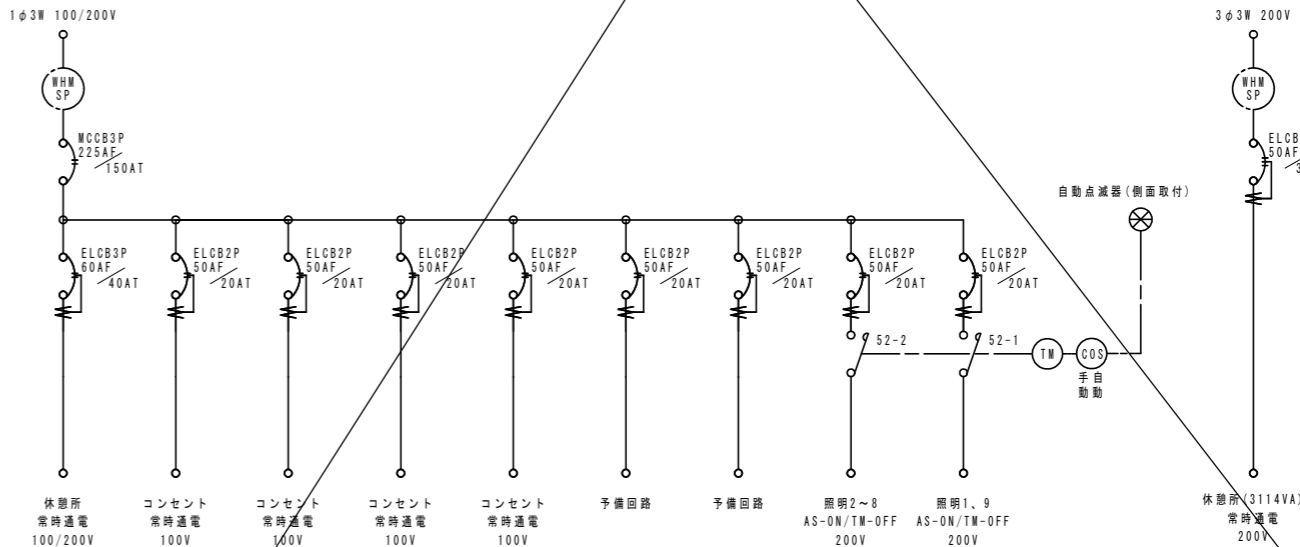 1φ3W 100/200V
3φ3W 200V
WHM
SP
WHM
SP
MCCB3P
225AF
150AT
ELCB
50AF
3
自動点滅器(側面取付)
ELCB3P
60AF
40AT
ELCB2P
50AF
20AT
ELCB2P
50AF
20AT
ELCB2P
50AF
20AT
ELCB2P
50AF
20AT
ELCB2P
50AF
20AT
ELCB2P
50AF
20AT
ELCB2P
50AF
20AT
ELCB2P
50AF
20AT
52-2
52-1
TM
COS
手自
動動
休憩所
常時通電
100/200V
コンセント
常時通電
100V
コンセント
常時通電
100V
コンセント
常時通電
100V
コンセント
常時通電
100V
予備回路
予備回路
照明2~8
AS-ON/TM-OFF
200V
照明1、9
AS-ON/TM-OFF
200V
休憩所(3114VA)
常時通電
200V